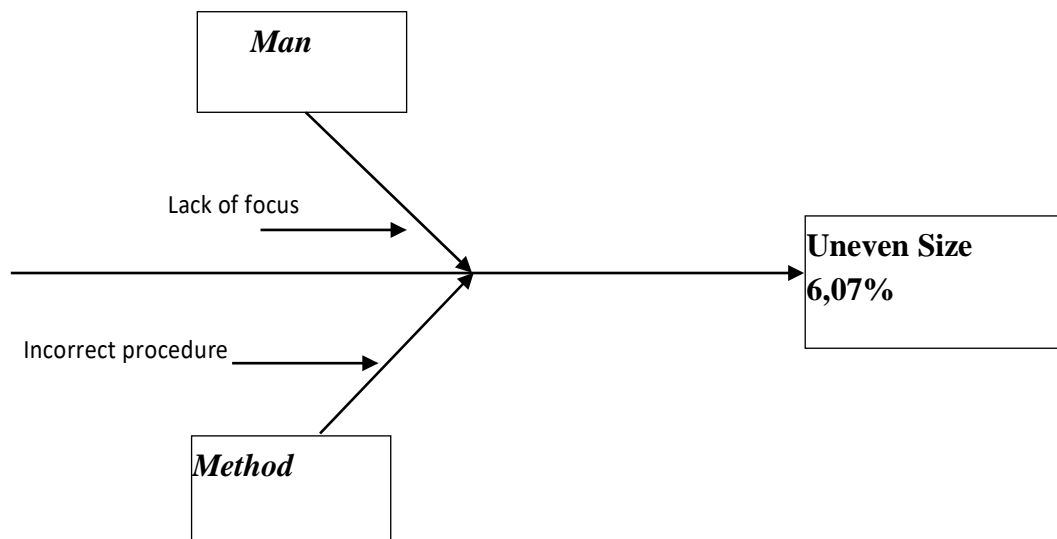 Man
Lack of focus
Uneven Size
6,07%
Incorrect procedure
Method